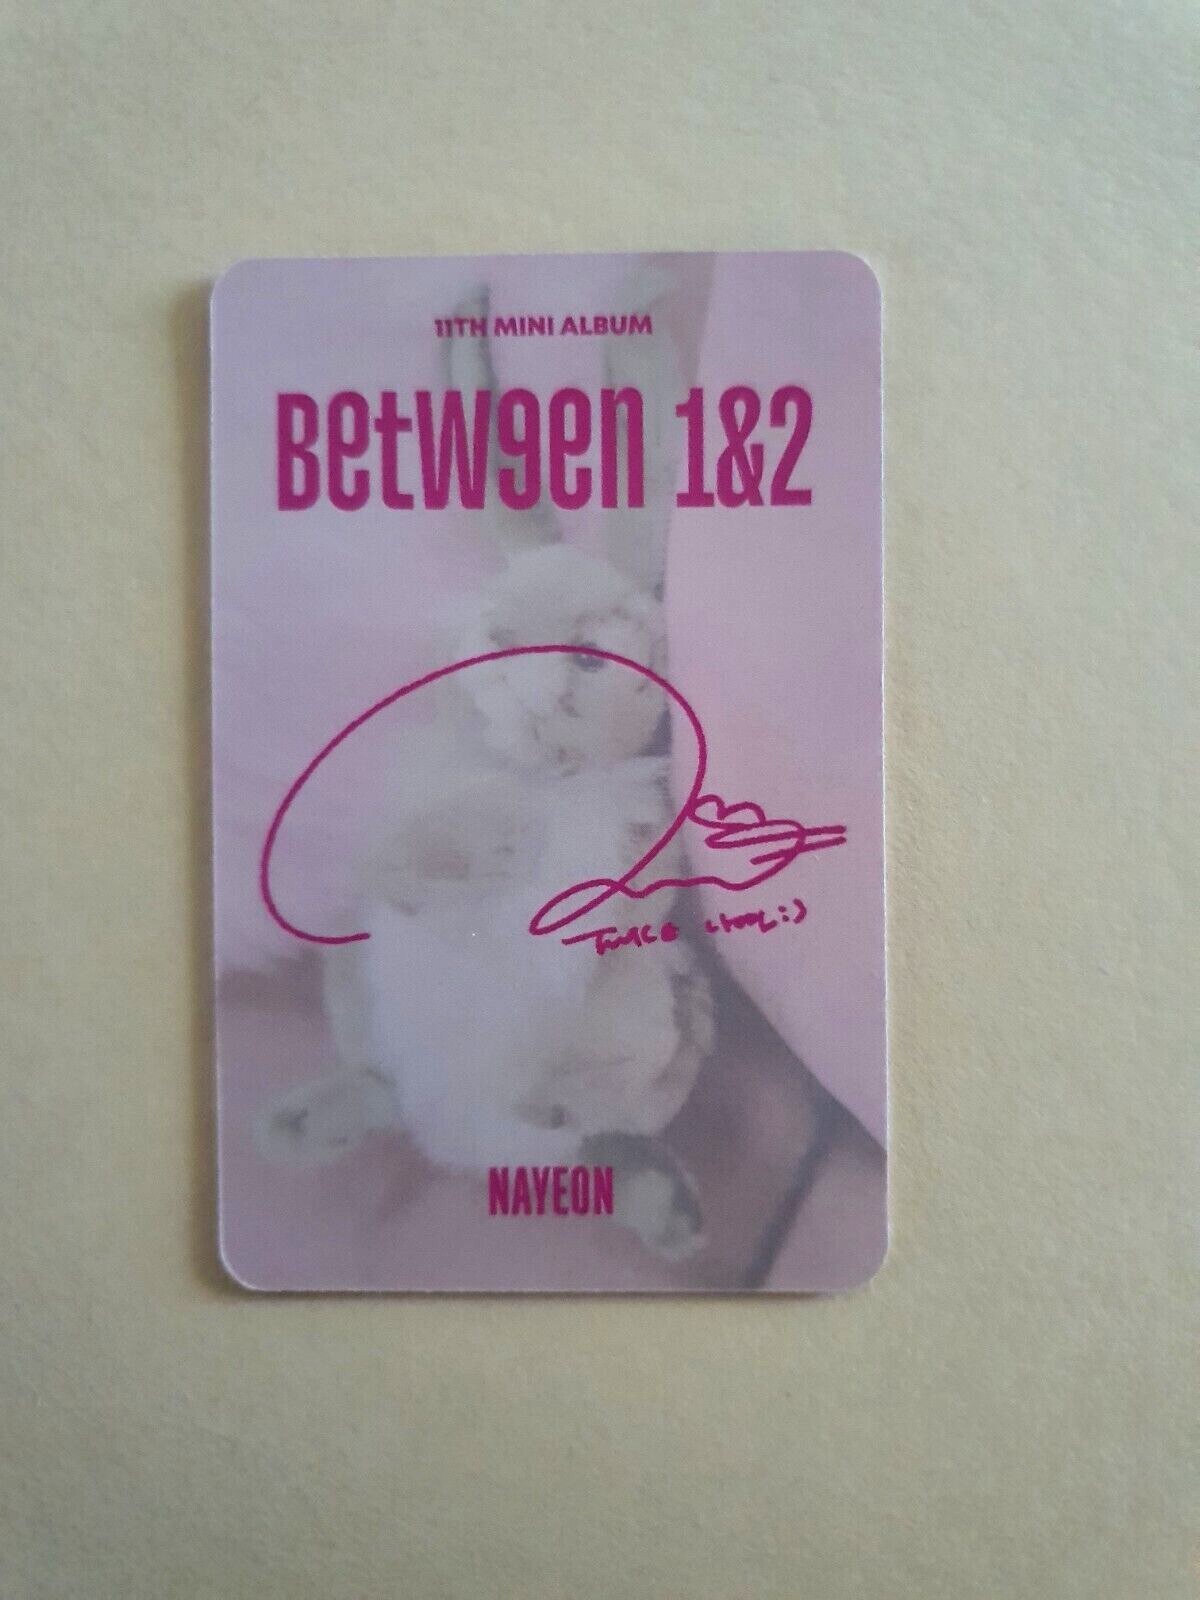 11TH MINI ALBUM
BETW9EN 1&2
TWICE 나연:)
NAYEON